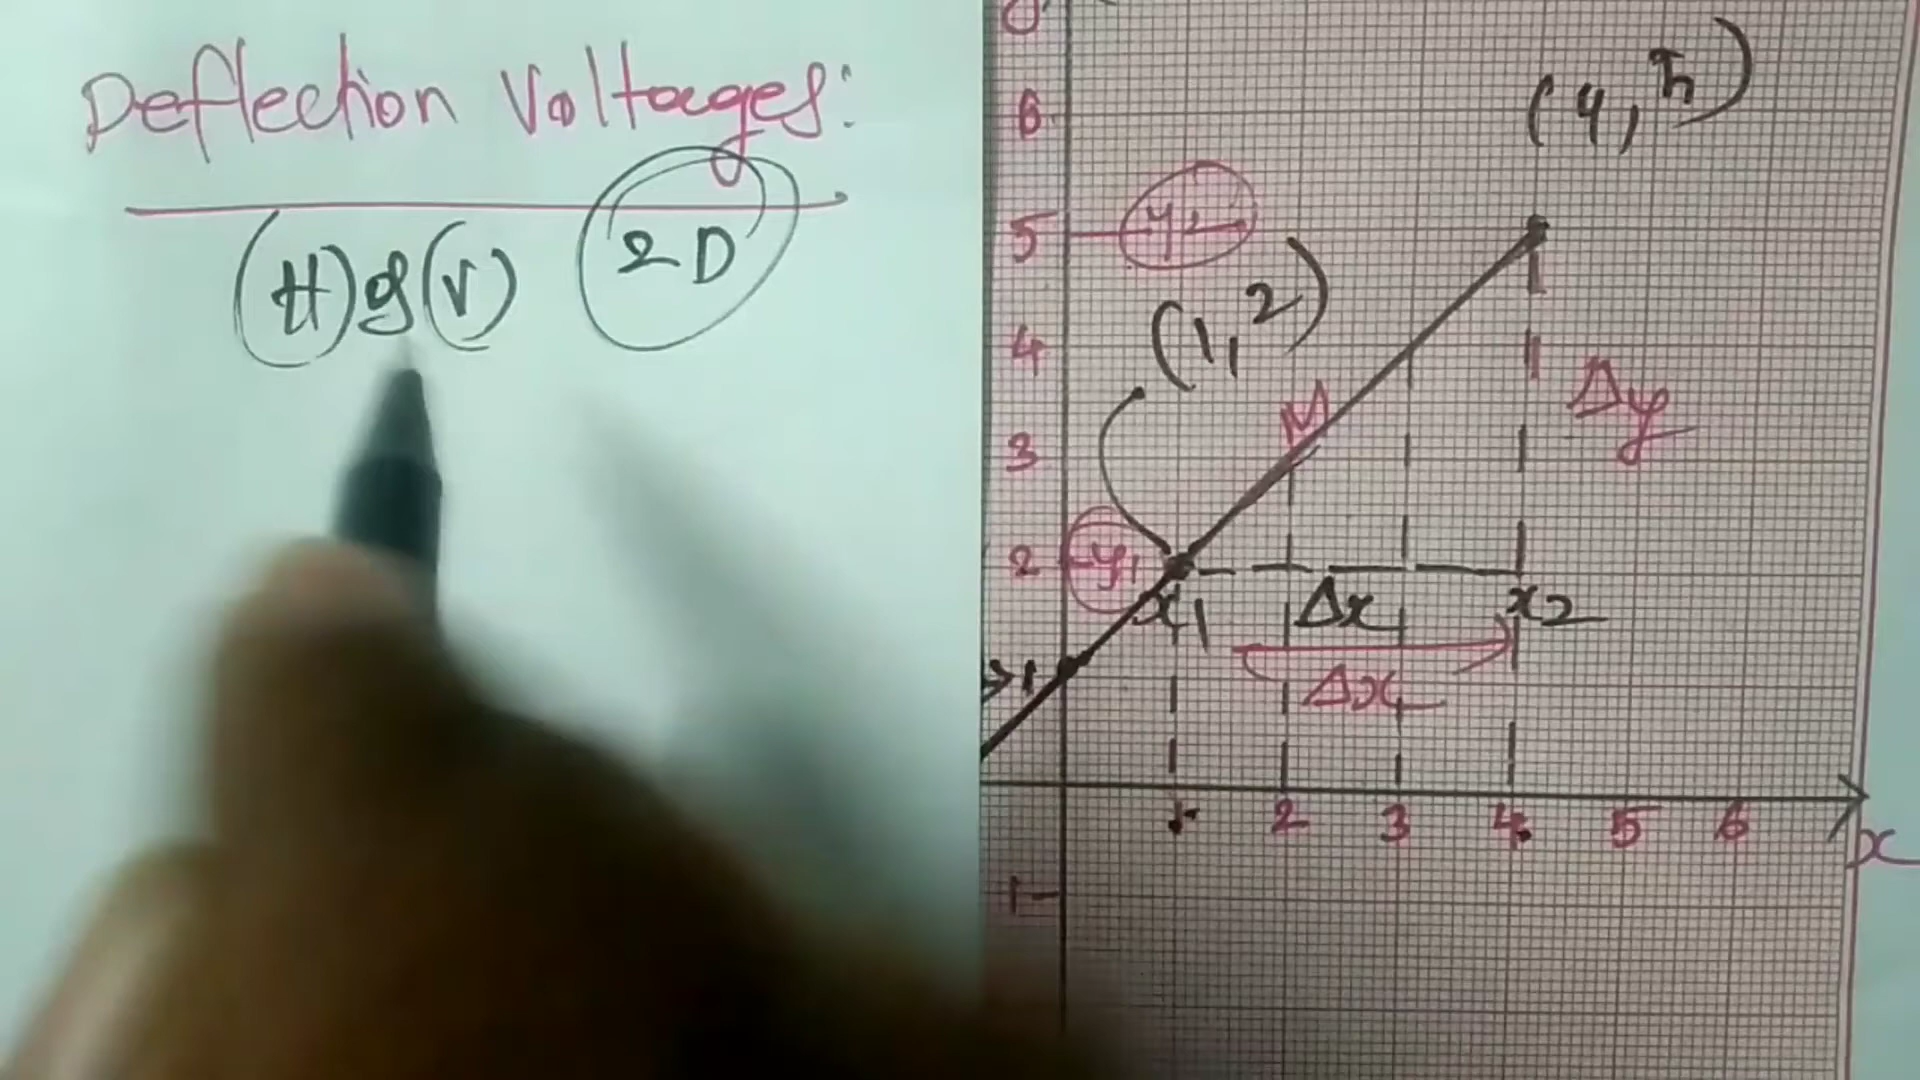 Deflection Voltages:
(H) & (V) 2D
6
(4, 5)
5 y2
(1, 2)
4
Δy
3
M
2 y1
x1 Δx x2
1
Δx
1 2 3 4 5 6
x
1